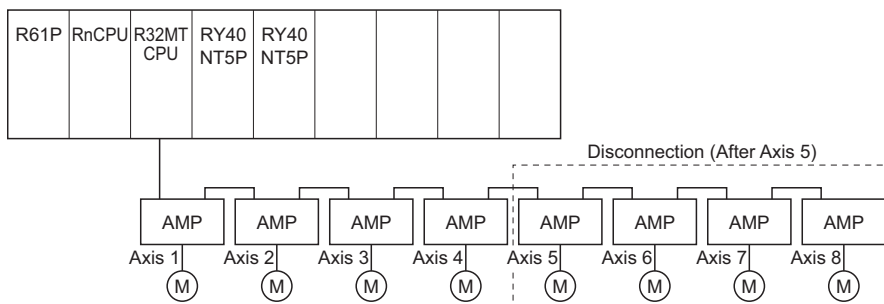 R61P RnCPU R32MT CPU RY40 NT5P RY40 NT5P
Disconnection (After Axis 5)
AMP AMP AMP AMP AMP AMP AMP AMP
Axis 1 Axis 2 Axis 3 Axis 4 Axis 5 Axis 6 Axis 7 Axis 8
M M M M M M M M